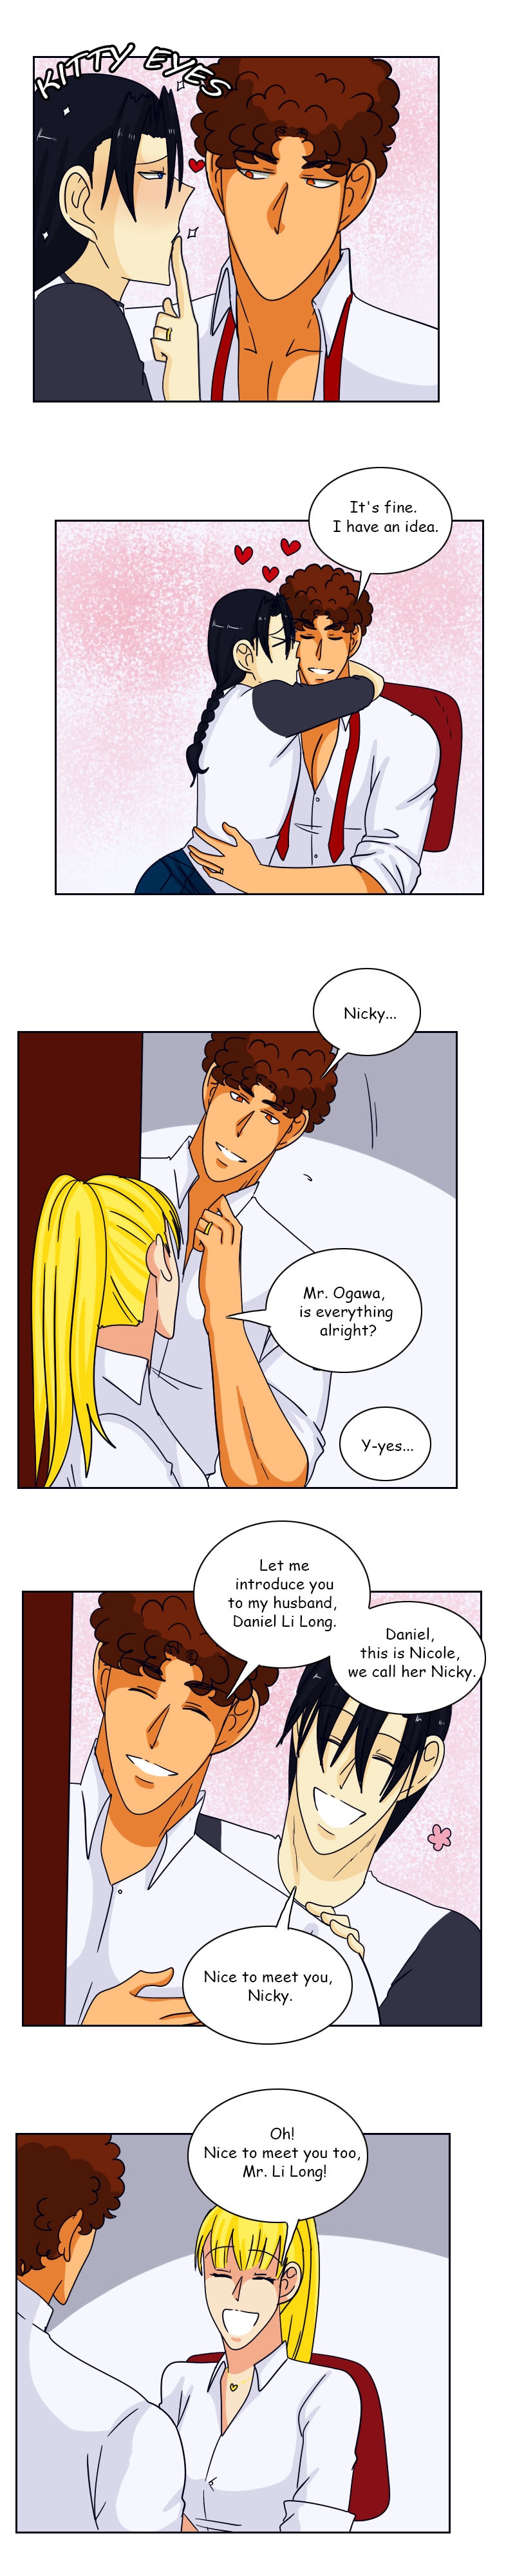 KITTY EYES
It's fine.
I have an idea.
Nicky...
Mr. Ogawa,
is everything
alright?
Y-yes...
Let me
introduce you
to my husband,
Daniel Li Long.
Daniel,
this is Nicole,
we call her Nicky.
Nice to meet you,
Nicky.
Oh!
Nice to meet you too,
Mr. Li Long!